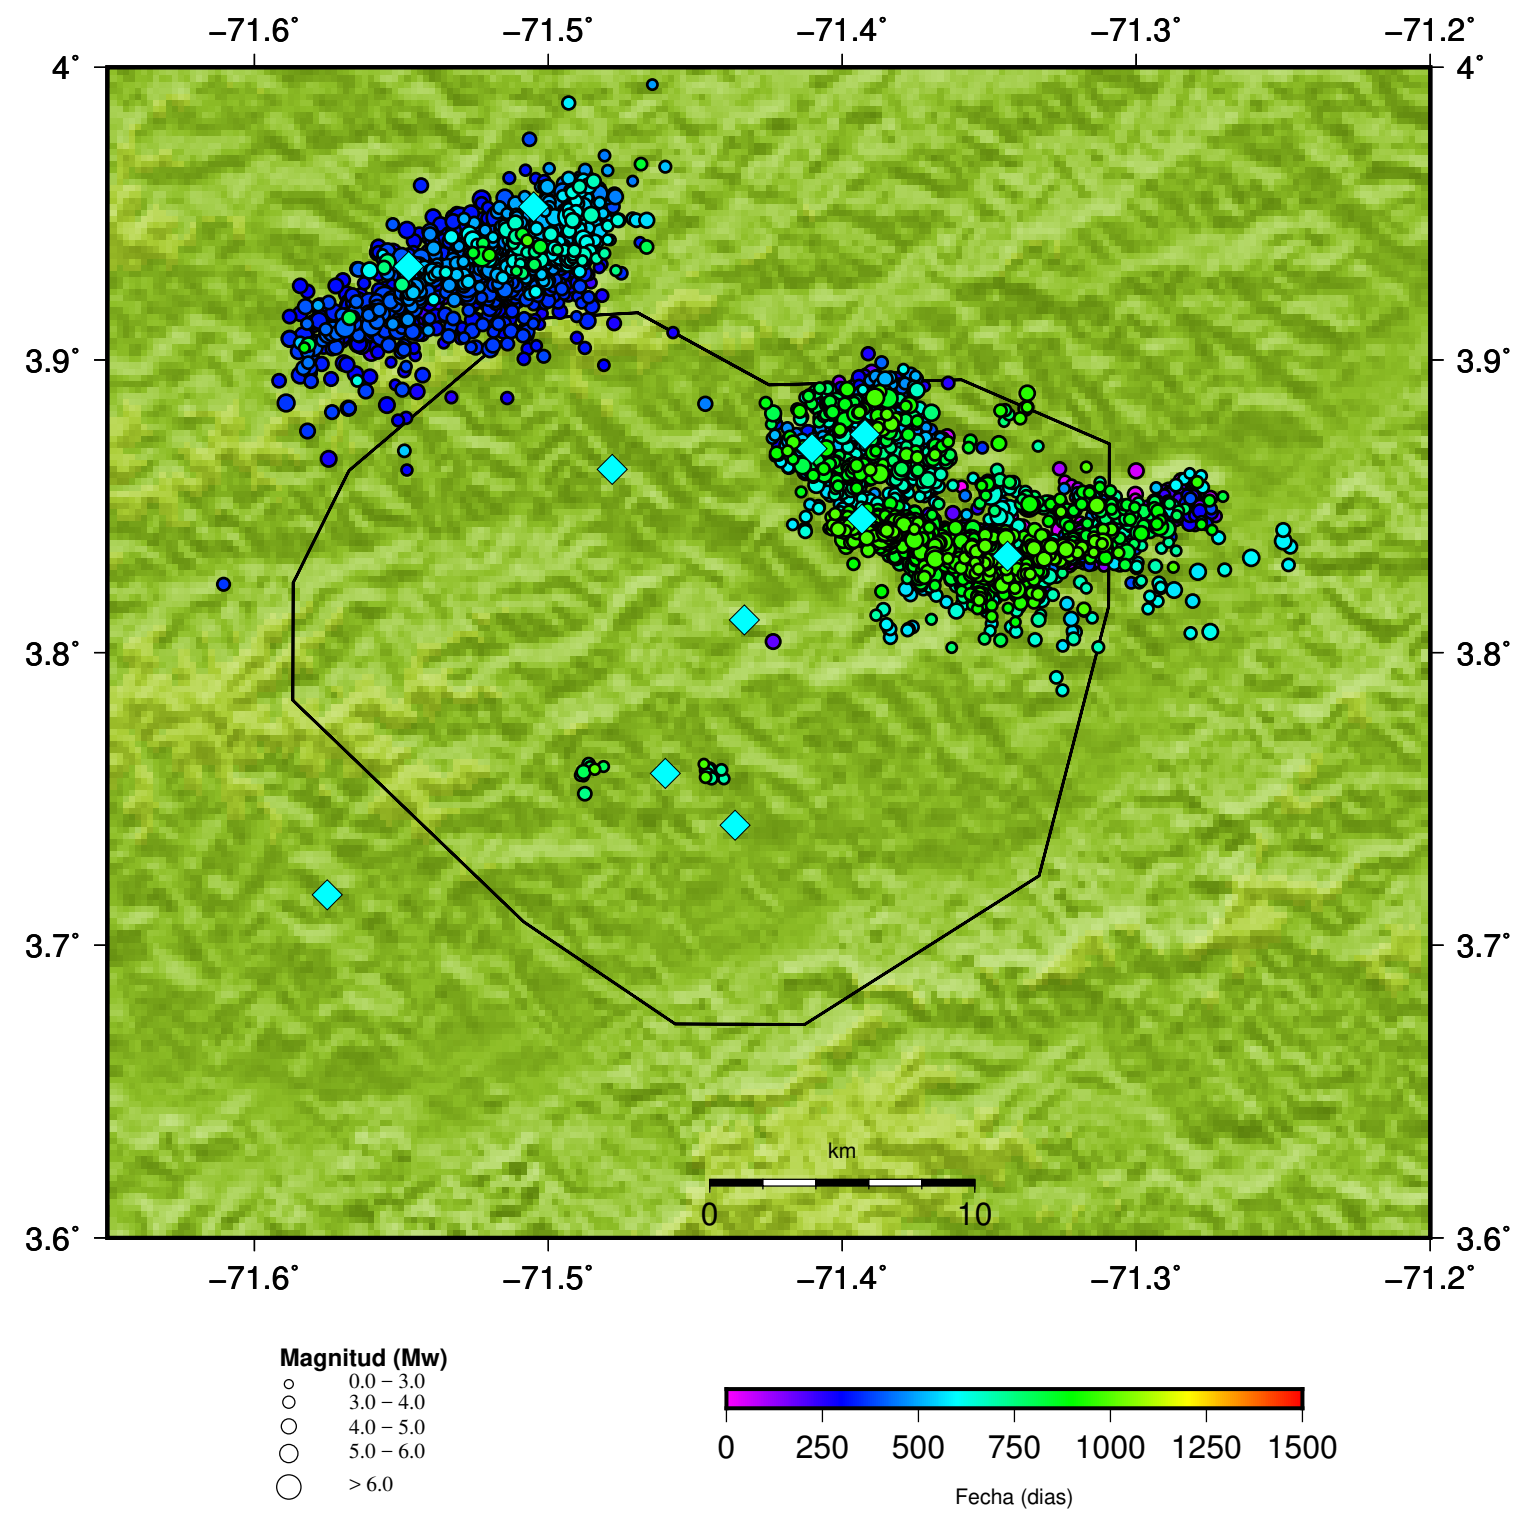 −71.6˚ −71.5˚ −71.4˚ −71.3˚ −71.2˚
4˚ 4˚
3.9˚ 3.9˚
3.8˚ 3.8˚
3.7˚ 3.7˚
km
0 10
3.6˚ 3.6˚
−71.6˚ −71.5˚ −71.4˚ −71.3˚ −71.2˚
Magnitud (Mw)
0.0 − 3.0
3.0 − 4.0
4.0 − 5.0
5.0 − 6.0
> 6.0
0 250 500 750 1000 1250 1500
Fecha (dias)